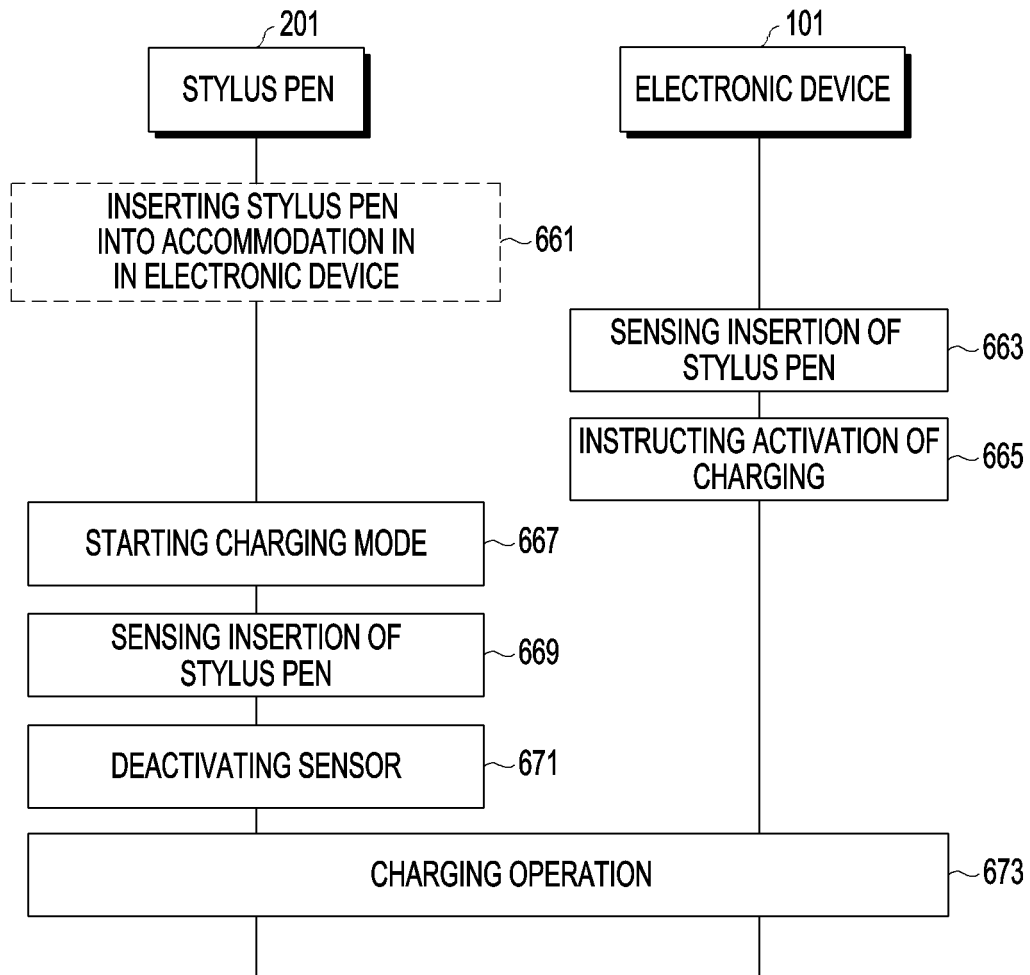 201
101
STYLUS PEN
ELECTRONIC DEVICE
INSERTING STYLUS PEN
INTO ACCOMMODATION IN
IN ELECTRONIC DEVICE
661
SENSING INSERTION OF
STYLUS PEN
663
INSTRUCTING ACTIVATION OF
CHARGING
665
STARTING CHARGING MODE
667
SENSING INSERTION OF
STYLUS PEN
669
DEACTIVATING SENSOR
671
CHARGING OPERATION
673